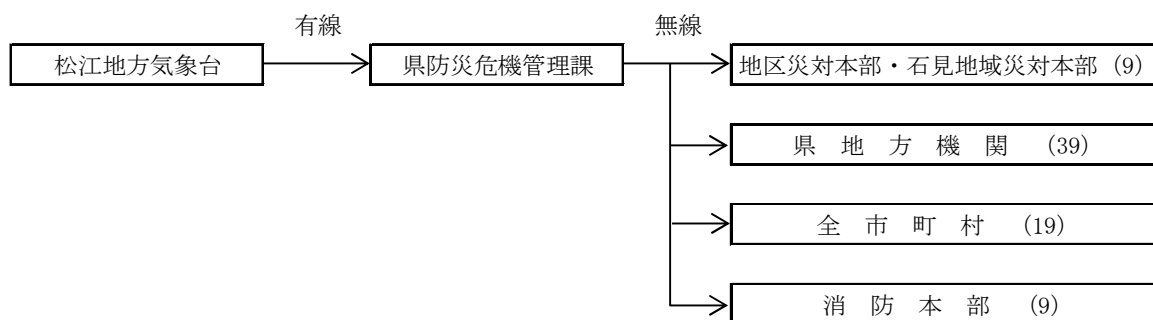 有線
無線
松江地方気象台
県防災危機管理課
地区災対本部・石見地域災対本部 (9)
県地方機関 (39)
全市町村 (19)
消防本部 (9)